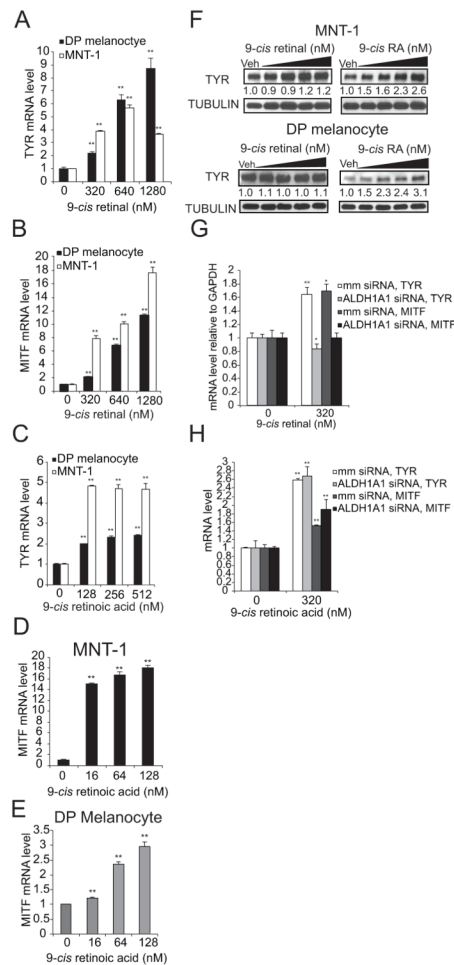 A
DP melanoctye
MNT-1
TYR mRNA level
10
9
8
7
6
5
4
3
2
1
0
** ** ** ** ** **
0 320 640 1280
9-cis retinal (nM)
B
DP melanocyte
MNT-1
MITF mRNA level
20
18
16
14
12
10
8
6
4
2
0
** ** ** ** ** **
0 320 640 1280
9-cis retinal (nM)
C
DP melanocyte
MNT-1
TYR mRNA level
6
5
4
3
2
1
0
** ** ** ** ** **
0 128 256 512
9-cis retinoic acid (nM)
D
MNT-1
MITF mRNA level
20
18
16
14
12
10
8
6
4
2
0
** ** **
0 16 64 128
9-cis retinoic acid (nM)
E
DP Melanocyte
MITF mRNA level
3.5
3
2.5
2
1.5
1
0.5
0
** ** **
0 16 64 128
9-cis retinoic acid (nM)
F
MNT-1
9-cis retinal (nM) 9-cis RA (nM)
Veh Veh
TYR
1.0 0.9 0.9 1.2 1.2 1.0 1.5 1.6 2.3 2.6
TUBULIN
DP melanocyte
9-cis retinal (nM) 9-cis RA (nM)
Veh Veh
TYR
1.0 1.1 1.0 1.0 1.1 1.0 1.5 2.3 2.4 3.1
TUBULIN
G
mm siRNA, TYR
ALDH1A1 siRNA, TYR
mm siRNA, MITF
ALDH1A1 siRNA, MITF
mRNA level relative to GAPDH
2
1.8
1.6
1.4
1.2
1
0.8
0.6
0.4
0.2
0
** * *
0 320
9-cis retinal (nM)
H
mm siRNA, TYR
ALDH1A1 siRNA, TYR
mm siRNA, MITF
ALDH1A1 siRNA, MITF
mRNA level
3
2.8
2.6
2.4
2.2
2
1.8
1.6
1.4
1.2
1
0.8
0.6
0.4
0.2
0
** ** ** **
0 320
9-cis retinoic acid (nM)